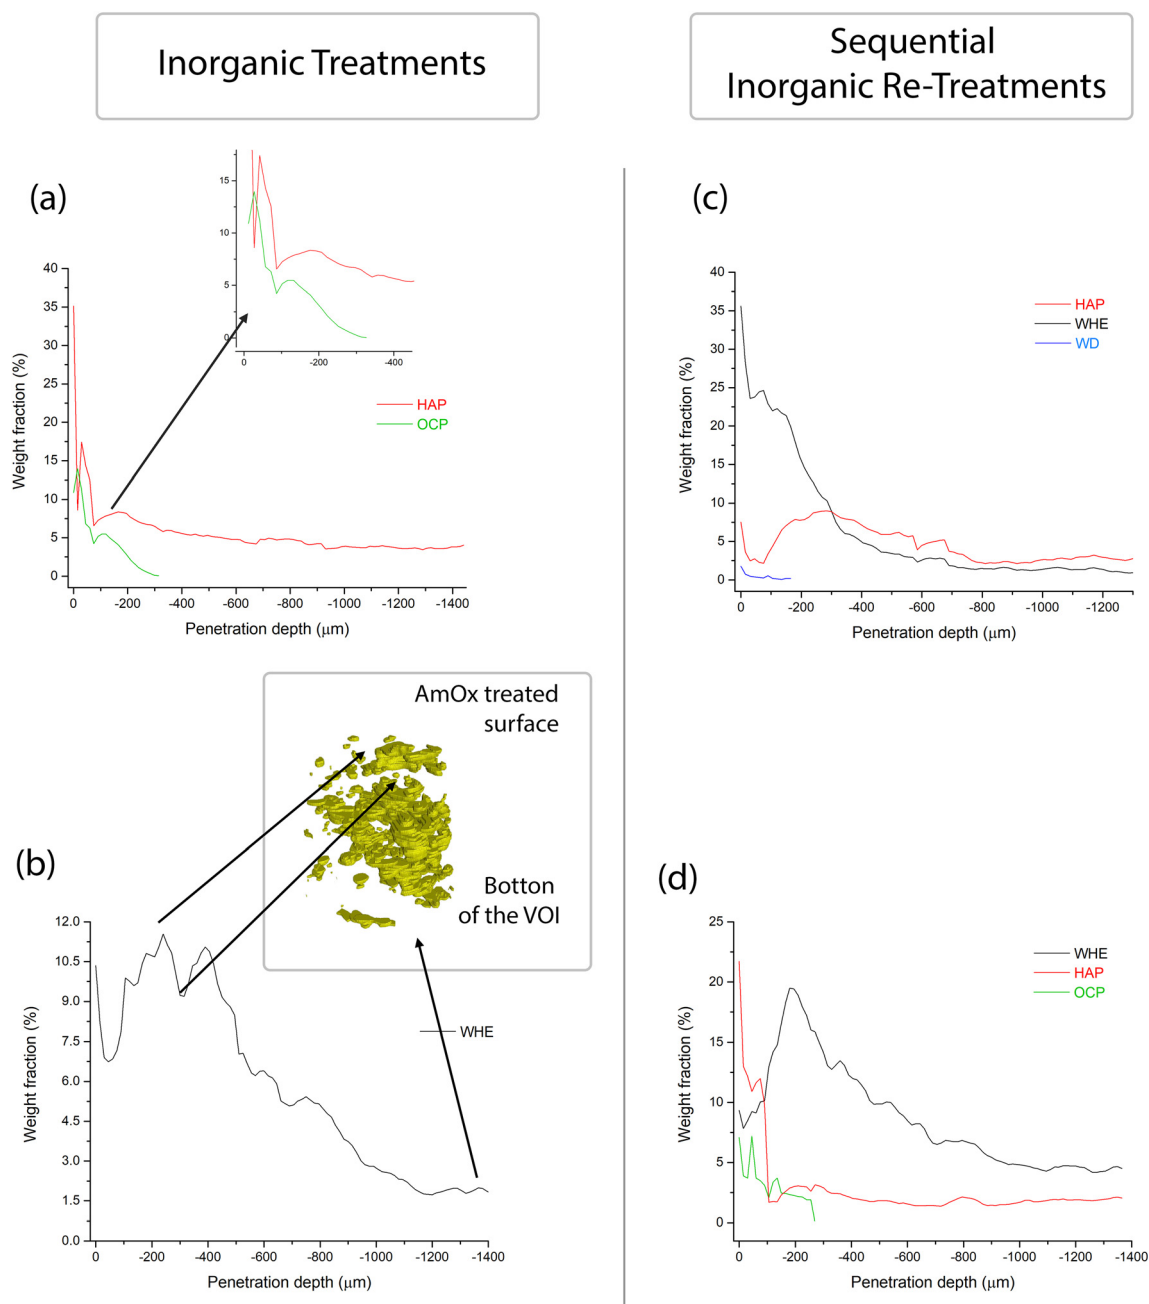 Inorganic Treatments
Sequential
Inorganic Re-Treatments
(a)
15
10
5
0
0
-200
-400
40
35
30
25
20
15
10
5
0
Weight fraction (%)
HAP
OCP
0
-200
-400
-600
-800
-1000
-1200
-1400
Penetration depth (μm)
(c)
40
35
30
25
20
15
10
5
0
Weight fraction (%)
HAP
WHE
WD
0
-200
-400
-600
-800
-1000
-1200
Penetration depth (μm)
(b)
AmOx treated
surface
Botton
of the VOI
12.0
10.5
9.0
7.5
6.0
4.5
3.0
1.5
0.0
Weight fraction (%)
WHE
0
-200
-400
-600
-800
-1000
-1200
-1400
Penetration depth (μm)
(d)
25
20
15
10
5
0
Weight fraction (%)
WHE
HAP
OCP
0
-200
-400
-600
-800
-1000
-1200
-1400
Penetration depth (μm)